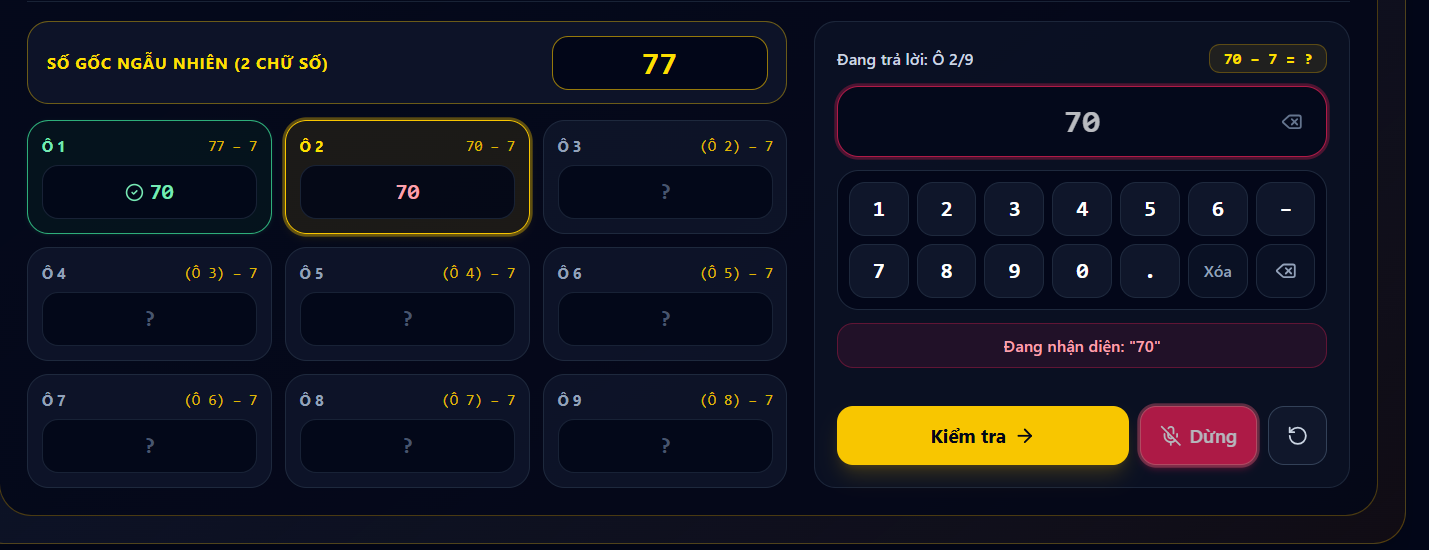 SỐ GỐC NGẪU NHIÊN (2 CHỮ SỐ)
77
Ô 1
77 − 7
70
Ô 2
70 − 7
70
Ô 3
(Ô 2) − 7
?
Ô 4
(Ô 3) − 7
?
Ô 5
(Ô 4) − 7
?
Ô 6
(Ô 5) − 7
?
Ô 7
(Ô 6) − 7
?
Ô 8
(Ô 7) − 7
?
Ô 9
(Ô 8) − 7
?
Đang trả lời: Ô 2/9
70 − 7 = ?
70
1 2 3 4 5 6 −
7 8 9 0 . Xóa
Đang nhận diện: "70"
Kiểm tra →
Dừng